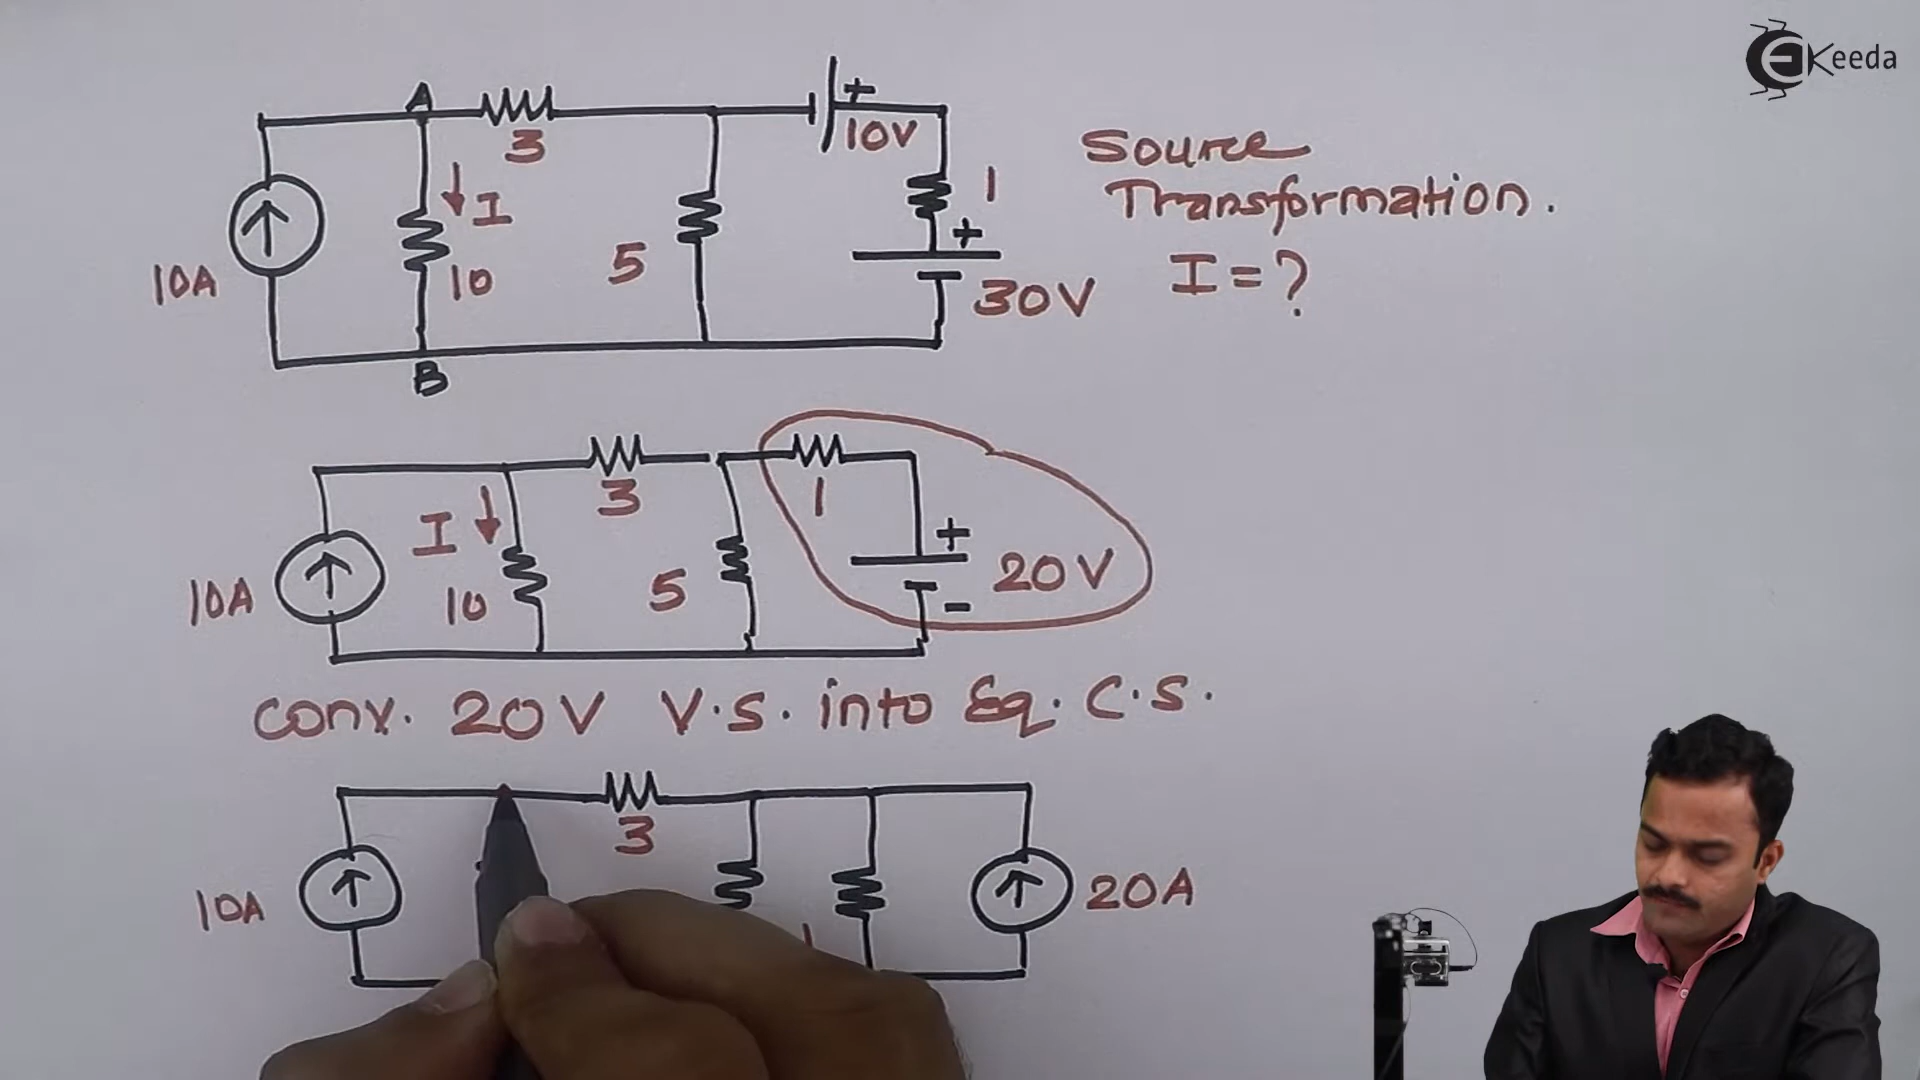 Keeda
A
+
3
10V
1
Source
Transformation.
I
+
10A
10
5
30V
I = ?
B
3
1
I
+
10A
10
5
20V
-
conv. 20V V.S. into Eq. C.S.
3
10A
20A
1